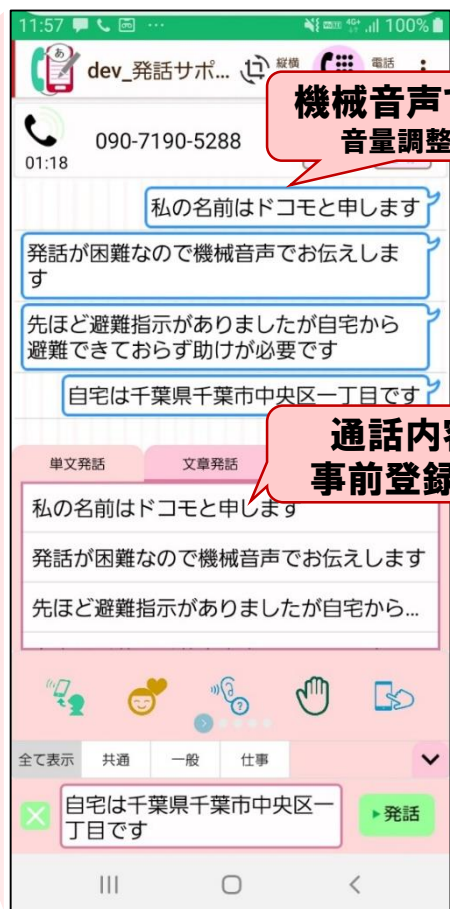 11:57
100%
dev_発話サポ...
縦横
電話
機械音声で
音量調整
090-7190-5288
01:18
私の名前はドコモと申します
発話が困難なので機械音声でお伝えしま
す
先ほど避難指示がありましたが自宅から
避難できておらず助けが必要です
自宅は千葉県千葉市中央区一丁目です
通話内容
事前登録
単文発話
文章発話
私の名前はドコモと申します
発話が困難なので機械音声でお伝えします
先ほど避難指示がありましたが自宅から...
全て表示
共通
一般
仕事
自宅は千葉県千葉市中央区一
丁目です
発話